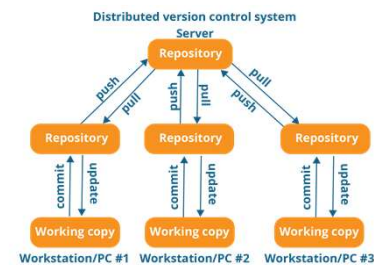 Distributed version control system
Server
Repository
push
pull
push
pull
push
pull
Repository
Repository
Repository
commit
update
commit
update
commit
update
Working copy
Working copy
Working copy
Workstation/PC #1
Workstation/PC #2
Workstation/PC #3